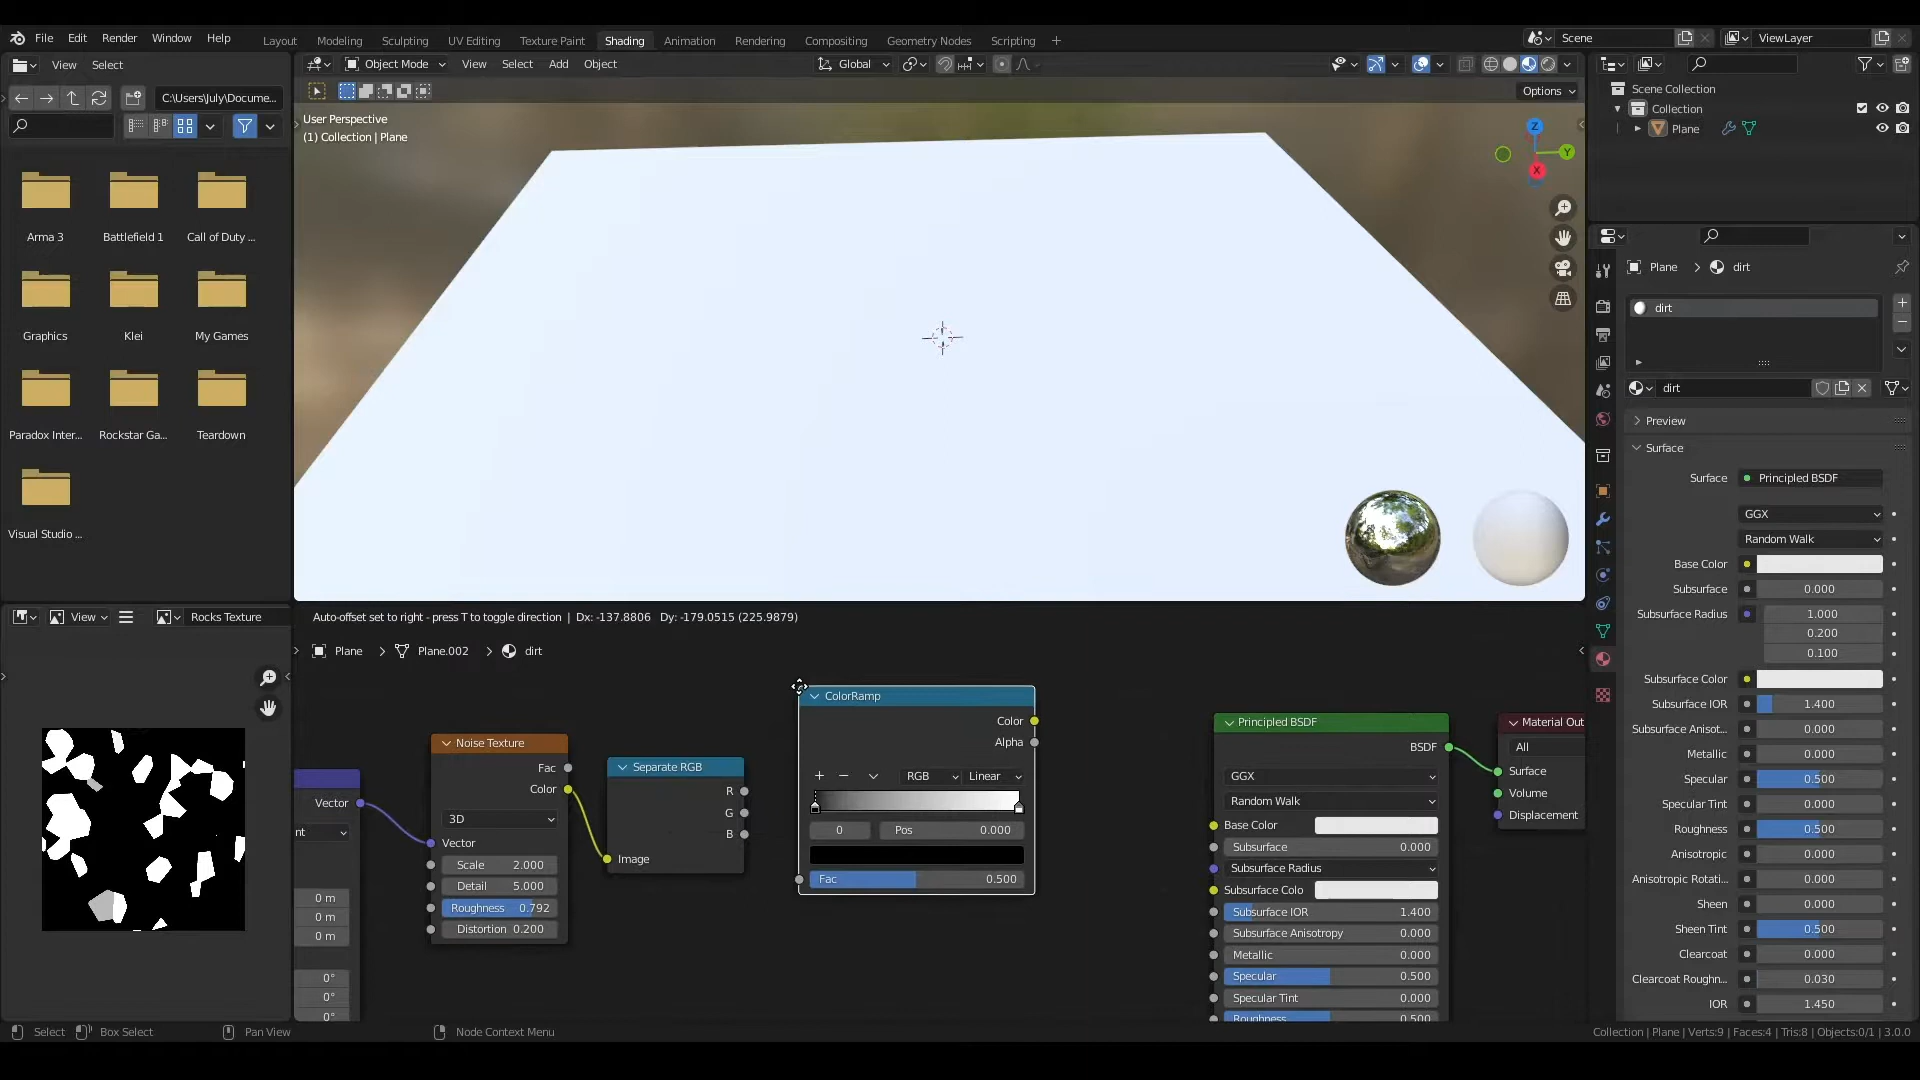 File Edit Render Window Help
Layout Modeling Sculpting UV Editing Texture Paint Shading Animation Rendering Compositing Geometry Nodes Scripting +
Scene
ViewLayer
View Select
Object Mode
View Select Add Object
Global
C:\Users\July\Docume...
Options
User Perspective
(1) Collection | Plane
Z
Y
X
Arma 3
Battlefield 1
Call of Duty ...
Graphics
Klei
My Games
Paradox Inter...
Rockstar Ga...
Teardown
Visual Studio ...
Scene Collection
Collection
Plane
Plane > dirt
dirt
dirt
Preview
Surface
Surface Principled BSDF
GGX
Random Walk
Base Color
Subsurface 0.000
Subsurface Radius 1.000
0.200
0.100
Subsurface Color
Subsurface IOR 1.400
Subsurface Anisot... 0.000
Metallic 0.000
Specular 0.500
Specular Tint 0.000
Roughness 0.500
Anisotropic 0.000
Anisotropic Rotati... 0.000
Sheen 0.000
Sheen Tint 0.500
Clearcoat 0.000
Clearcoat Roughn... 0.030
IOR 1.450
View
Rocks Texture
Auto-offset set to right - press T to toggle direction | Dx: -137.8806 Dy: -179.0515 (225.9879)
Plane > Plane.002 > dirt
Vector
nt
0 m
0 m
0 m
0°
0°
0°
Noise Texture
Fac
Color
3D
Vector
Scale 2.000
Detail 5.000
Roughness 0.792
Distortion 0.200
Separate RGB
R
G
B
Image
ColorRamp
Color
Alpha
RGB
Linear
0
Pos 0.000
Fac 0.500
Principled BSDF
BSDF
GGX
Random Walk
Base Color
Subsurface 0.000
Subsurface Radius
Subsurface Colo
Subsurface IOR 1.400
Subsurface Anisotropy 0.000
Metallic 0.000
Specular 0.500
Specular Tint 0.000
Roughness 0.500
Material Out
All
Surface
Volume
Displacement
Select
Box Select
Pan View
Node Context Menu
Collection | Plane | Verts:9 | Faces:4 | Tris:8 | Objects:0/1 | 3.0.0